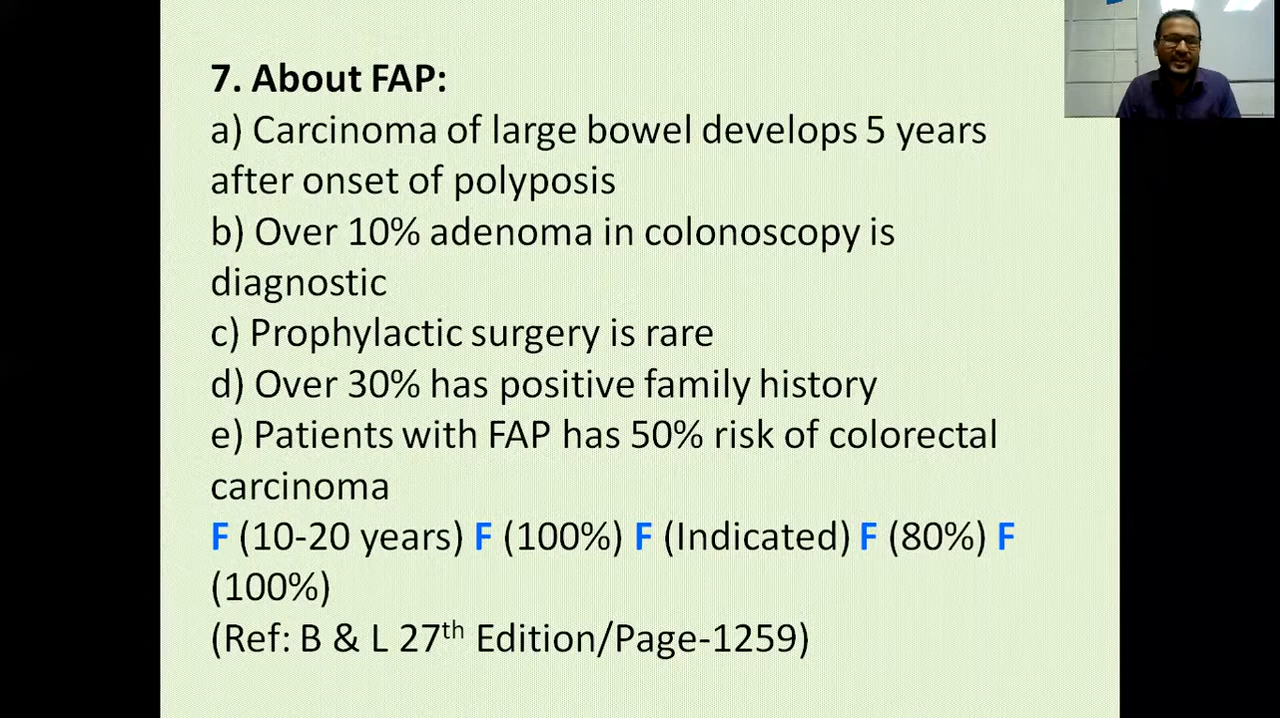 7. About FAP:
a) Carcinoma of large bowel develops 5 years
after onset of polyposis
b) Over 10% adenoma in colonoscopy is
diagnostic
c) Prophylactic surgery is rare
d) Over 30% has positive family history
e) Patients with FAP has 50% risk of colorectal
carcinoma
F (10-20 years) F (100%) F (Indicated) F (80%) F
(100%)
(Ref: B & L 27th Edition/Page-1259)